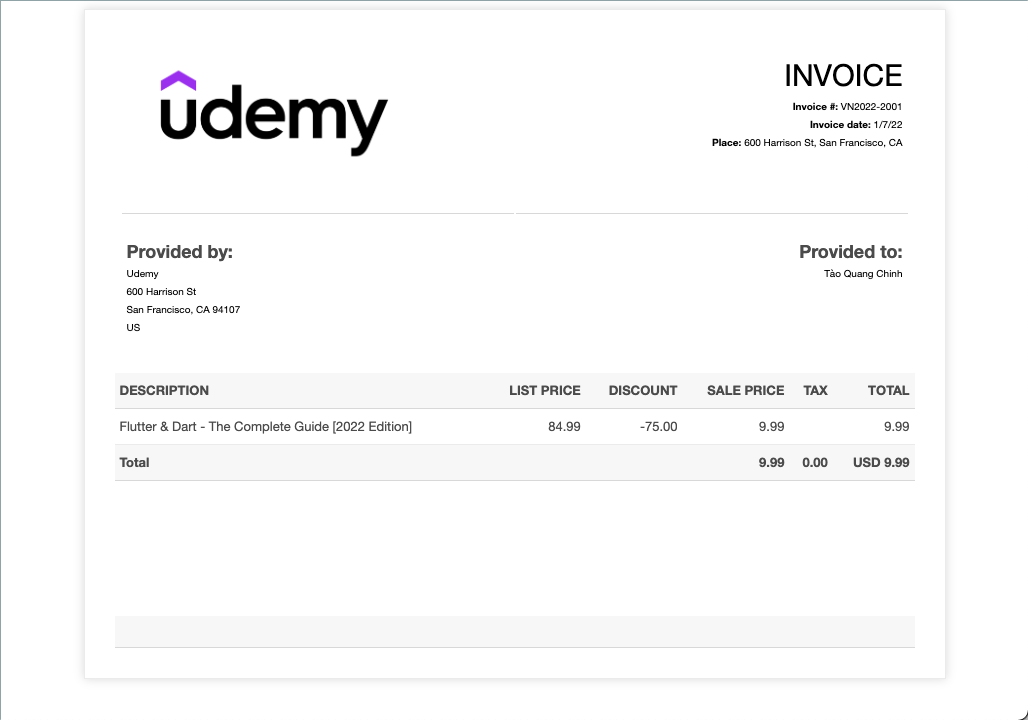 udemy
INVOICE
Invoice #: VN2022-2001
Invoice date: 1/7/22
Place: 600 Harrison St, San Francisco, CA
Provided by:
Udemy
600 Harrison St
San Francisco, CA 94107
US
Provided to:
Tào Quang Chinh
DESCRIPTION LIST PRICE DISCOUNT SALE PRICE TAX TOTAL
Flutter & Dart - The Complete Guide [2022 Edition] 84.99 -75.00 9.99 9.99
Total 9.99 0.00 USD 9.99